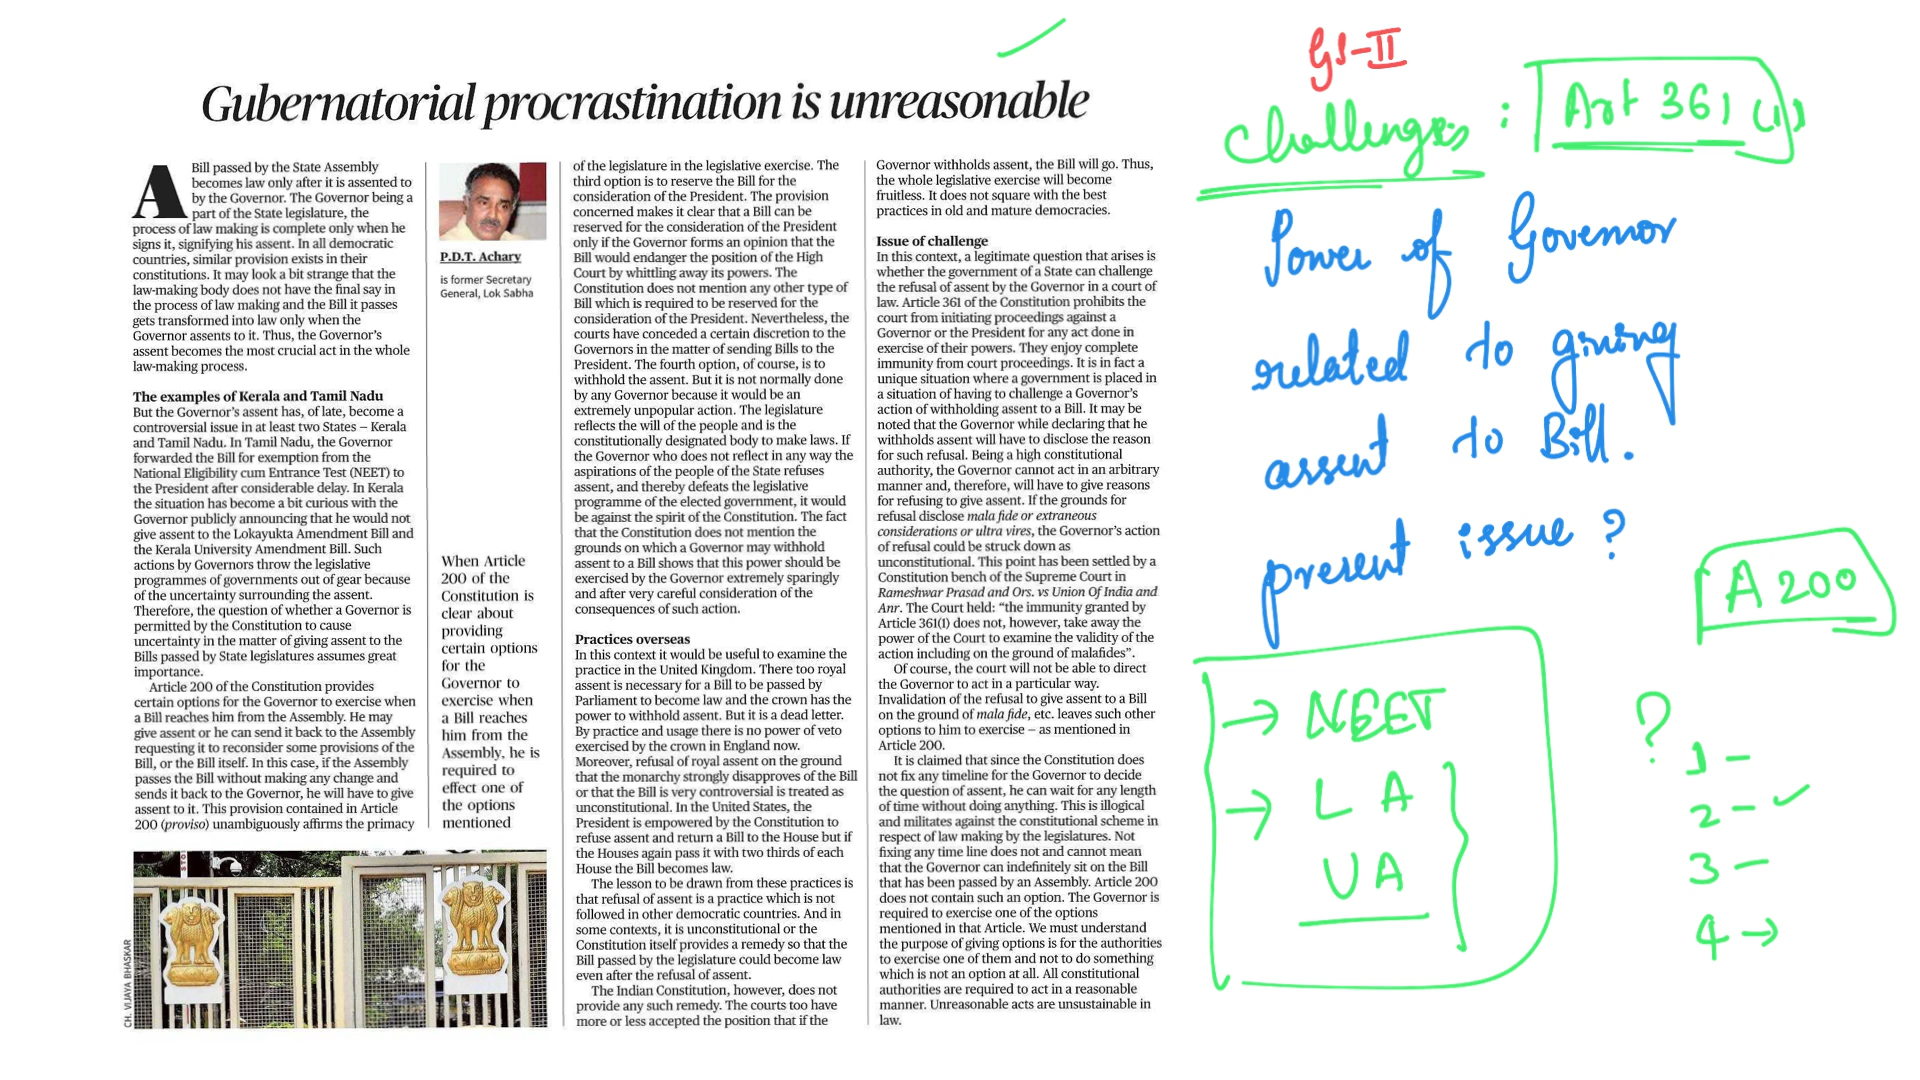 Gubernatorial procrastination is unreasonable
A
Bill passed by the State Assembly
becomes law only after it is assented to
by the Governor. The Governor being a
part of the State legislature, the
process of law making is complete only when he
signs it, signifying his assent. In all democratic
countries, similar provision exists in their
constitutions. It may look a bit strange that the
law-making body does not have the final say in
the process of law making and the Bill it passes
gets transformed into law only when the
Governor assents to it. Thus, the Governor's
assent becomes the most crucial act in the whole
law-making process.
The examples of Kerala and Tamil Nadu
But the Governor's assent has, of late, become a
controversial issue in at least two States – Kerala
and Tamil Nadu. In Tamil Nadu, the Governor
forwarded the Bill for exemption from the
National Eligibility cum Entrance Test (NEET) to
the President after considerable delay. In Kerala
the situation has become a bit curious with the
Governor publicly announcing that he would not
give assent to the Lokayukta Amendment Bill and
the Kerala University Amendment Bill. Such
actions by Governors throw the legislative
programmes of governments out of gear because
of the uncertainty surrounding the assent.
Therefore, the question of whether a Governor is
permitted by the Constitution to cause
uncertainty in the matter of giving assent to the
Bills passed by State legislatures assumes great
importance.
Article 200 of the Constitution provides
certain options for the Governor to exercise when
a Bill reaches him from the Assembly. He may
give assent or he can send it back to the Assembly
requesting it to reconsider some provisions of the
Bill, or the Bill itself. In this case, if the Assembly
passes the Bill without making any change and
sends it back to the Governor, he will have to give
assent to it. This provision contained in Article
200 (proviso) unambiguously affirms the primacy
P.D.T. Achary
is former Secretary
General, Lok Sabha
When Article
200 of the
Constitution is
clear about
providing
certain options
for the
Governor to
exercise when
a Bill reaches
him from the
Assembly, he is
required to
effect one of
the options
mentioned
CH. VIJAYA BHASKAR
of the legislature in the legislative exercise. The
third option is to reserve the Bill for the
consideration of the President. The provision
concerned makes it clear that a Bill can be
reserved for the consideration of the President
only if the Governor forms an opinion that the
Bill would endanger the position of the High
Court by whittling away its powers. The
Constitution does not mention any other type of
Bill which is required to be reserved for the
consideration of the President. Nevertheless, the
courts have conceded a certain discretion to the
Governors in the matter of sending Bills to the
President. The fourth option, of course, is to
withhold the assent. But it is not normally done
by any Governor because it would be an
extremely unpopular action. The legislature
reflects the will of the people and is the
constitutionally designated body to make laws. If
the Governor who does not reflect in any way the
aspirations of the people of the State refuses
assent, and thereby defeats the legislative
programme of the elected government, it would
be against the spirit of the Constitution. The fact
that the Constitution does not mention the
grounds on which a Governor may withhold
assent to a Bill shows that this power should be
exercised by the Governor extremely sparingly
and after very careful consideration of the
consequences of such action.
Practices overseas
In this context it would be useful to examine the
practice in the United Kingdom. There too royal
assent is necessary for a Bill to be passed by
Parliament to become law and the crown has the
power to withhold assent. But it is a dead letter.
By practice and usage there is no power of veto
exercised by the crown in England now.
Moreover, refusal of royal assent on the ground
that the monarchy strongly disapproves of the Bill
or that the Bill is very controversial is treated as
unconstitutional. In the United States, the
President is empowered by the Constitution to
refuse assent and return a Bill to the House but if
the Houses again pass it with two thirds of each
House the Bill becomes law.
The lesson to be drawn from these practices is
that refusal of assent is a practice which is not
followed in other democratic countries. And in
some contexts, it is unconstitutional or the
Constitution itself provides a remedy so that the
Bill passed by the legislature could become law
even after the refusal of assent.
The Indian Constitution, however, does not
provide any such remedy. The courts too have
more or less accepted the position that if the
Governor withholds assent, the Bill will go. Thus,
the whole legislative exercise will become
fruitless. It does not square with the best
practices in old and mature democracies.
Issue of challenge
In this context, a legitimate question that arises is
whether the government of a State can challenge
the refusal of assent by the Governor in a court of
law. Article 361 of the Constitution prohibits the
court from initiating proceedings against a
Governor or the President for any act done in
exercise of their powers. They enjoy complete
immunity from court proceedings. It is in fact a
unique situation where a government is placed in
a situation of having to challenge a Governor's
action of withholding assent to a Bill. It may be
noted that the Governor while declaring that he
withholds assent will have to disclose the reason
for such refusal. Being a high constitutional
authority, the Governor cannot act in an arbitrary
manner and, therefore, will have to give reasons
for refusing to give assent. If the grounds for
refusal disclose mala fide or extraneous
considerations or ultra vires, the Governor's action
of refusal could be struck down as
unconstitutional. This point has been settled by a
Constitution bench of the Supreme Court in
Rameshwar Prasad and Ors. vs Union Of India and
Anr. The Court held: “the immunity granted by
Article 361(1) does not, however, take away the
power of the Court to examine the validity of the
action including on the ground of malafides”.
Of course, the court will not be able to direct
the Governor to act in a particular way.
Invalidation of the refusal to give assent to a Bill
on the ground of mala fide, etc. leaves such other
options to him to exercise – as mentioned in
Article 200.
It is claimed that since the Constitution does
not fix any timeline for the Governor to decide
the question of assent, he can wait for any length
of time without doing anything. This is illogical
and militates against the constitutional scheme in
respect of law making by the legislatures. Not
fixing any time line does not and cannot mean
that the Governor can indefinitely sit on the Bill
that has been passed by an Assembly. Article 200
does not contain such an option. The Governor is
required to exercise one of the options
mentioned in that Article. We must understand
the purpose of giving options is for the authorities
to exercise one of them and not to do something
which is not an option at all. All constitutional
authorities are required to act in a reasonable
manner. Unreasonable acts are unsustainable in
law.
GS-II
Challenges : Art 361 (1)
Power of Governor
related to giving
assent to Bill.
present issue ?
A 200
→ NEET
→ L A
U A
?
1 –
2 – ✓
3 –
4 →